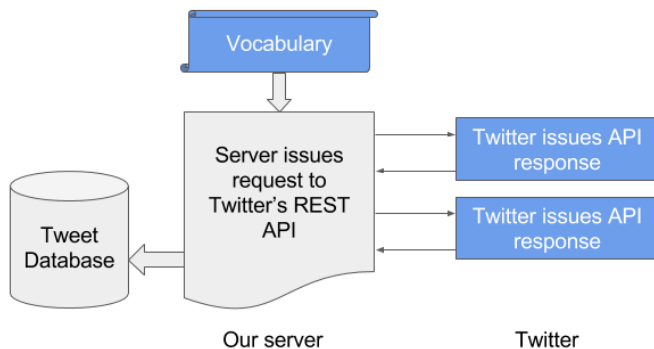 Vocabulary
Server issues
request to
Twitter's REST
API
Twitter issues API
response
Twitter issues API
response
Tweet
Database
Our server
Twitter